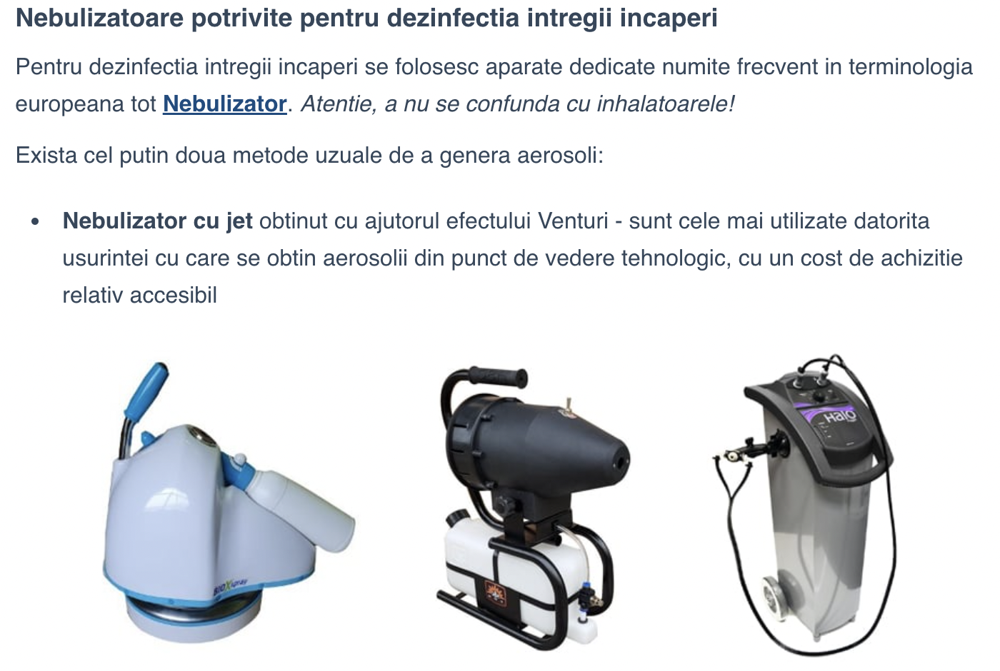 Nebulizatoare potrivite pentru dezinfectia intregii incaperi
Pentru dezinfectia intregii incaperi se folosesc aparate dedicate numite frecvent in terminologia
europeana tot Nebulizator. Atentie, a nu se confunda cu inhalatoarele!
Exista cel putin doua metode uzuale de a genera aerosoli:
• Nebulizator cu jet obtinut cu ajutorul efectului Venturi - sunt cele mai utilizate datorita
usurintei cu care se obtin aerosolii din punct de vedere tehnologic, cu un cost de achizitie
relativ accesibil
BIOXspray
Halo